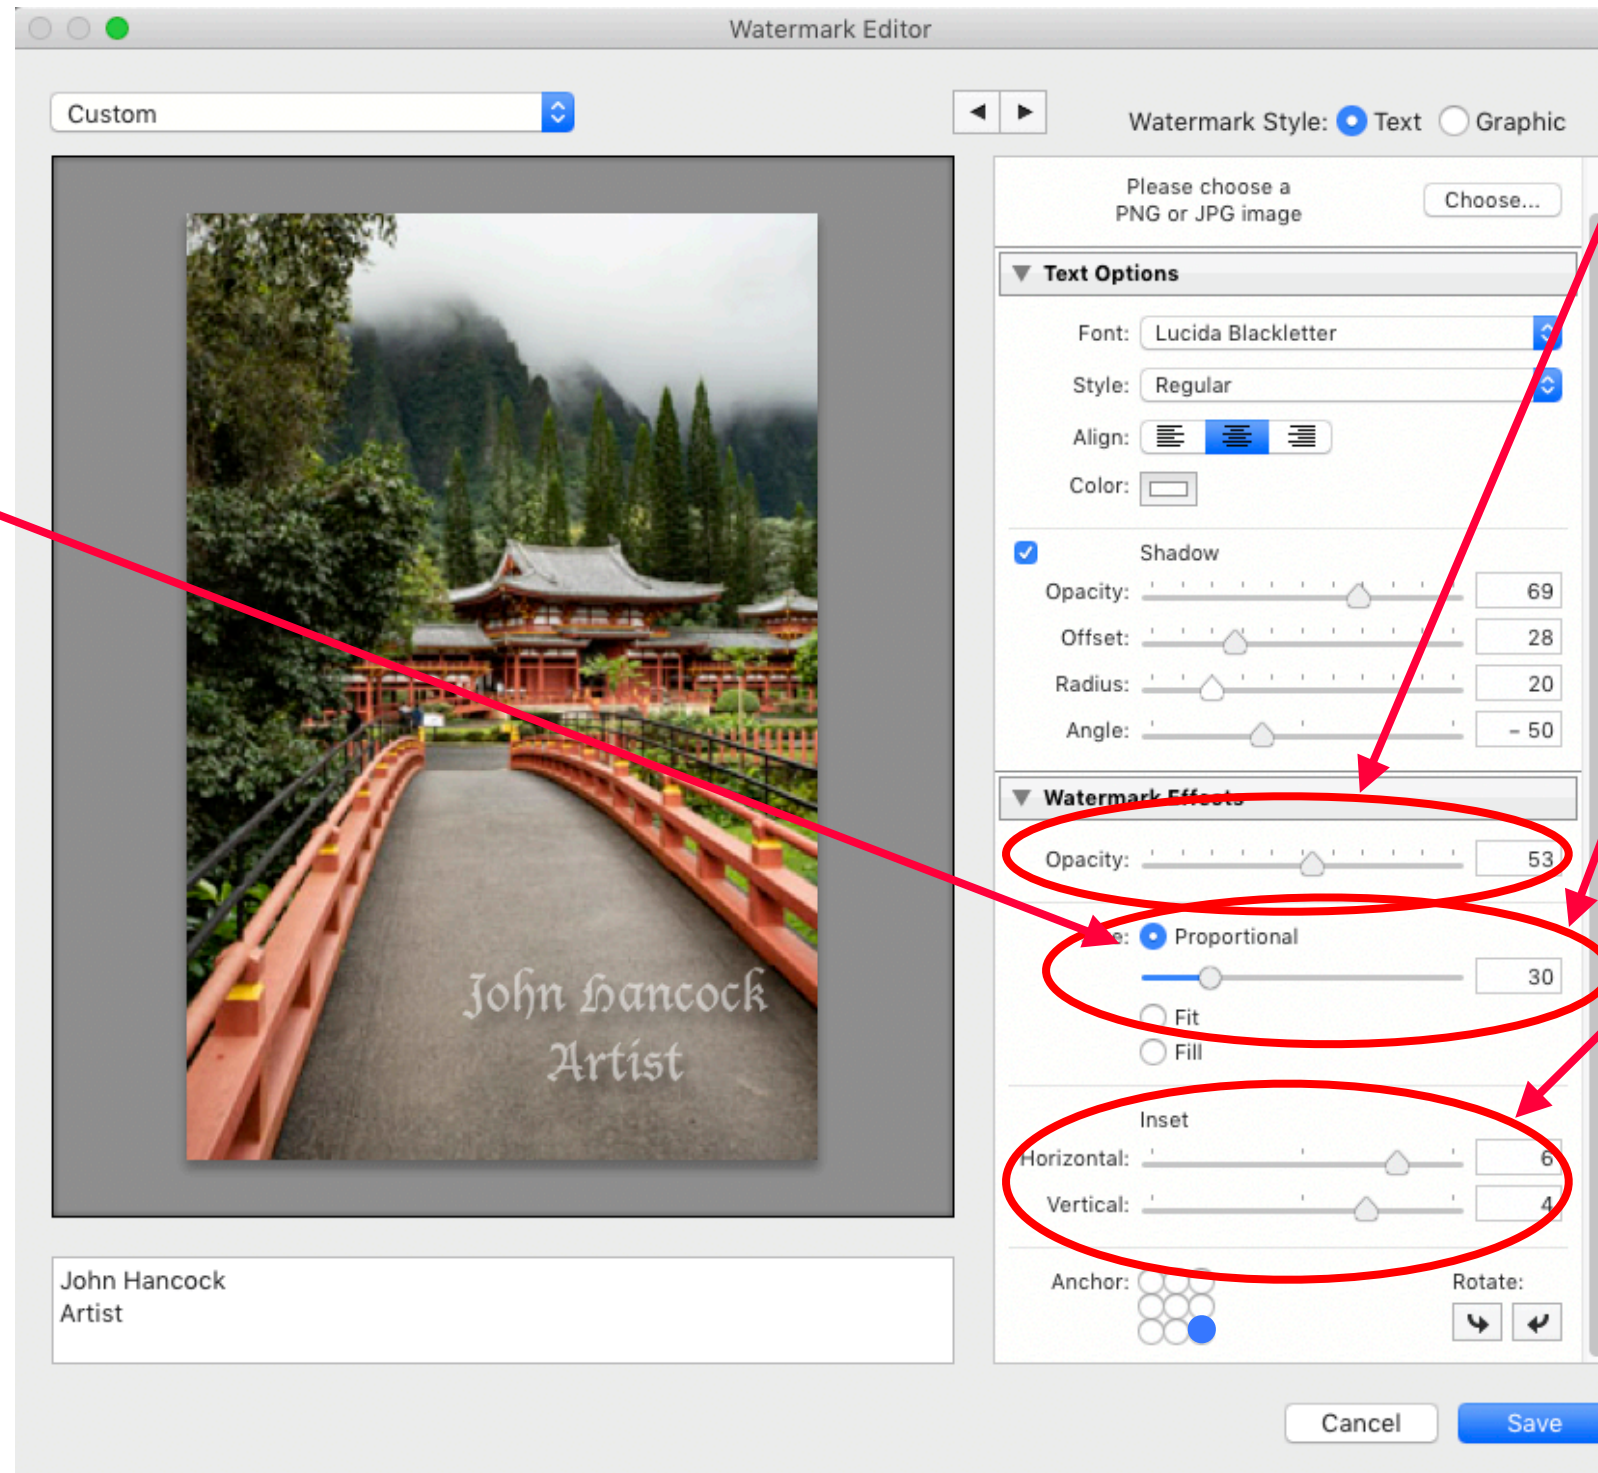 Watermark Editor
Custom
Watermark Style: Text Graphic
Please choose a
PNG or JPG image
Choose...
Text Options
Font: Lucida Blackletter
Style: Regular
Align:
Color:
Shadow
Opacity: 69
Offset: 28
Radius: 20
Angle: – 50
Watermark Effects
Opacity: 53
Proportional
30
Fit
Fill
Inset
Horizontal: 6
Vertical: 4
Anchor:
Rotate:
John Hancock
Artist
John Hancock
Artist
Cancel
Save